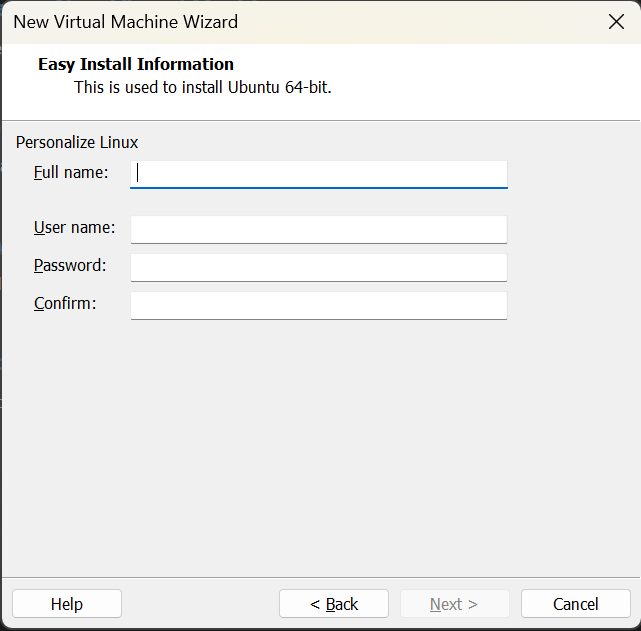 New Virtual Machine Wizard
Easy Install Information
This is used to install Ubuntu 64-bit.
Personalize Linux
Full name:
User name:
Password:
Confirm:
Help
< Back
Next >
Cancel